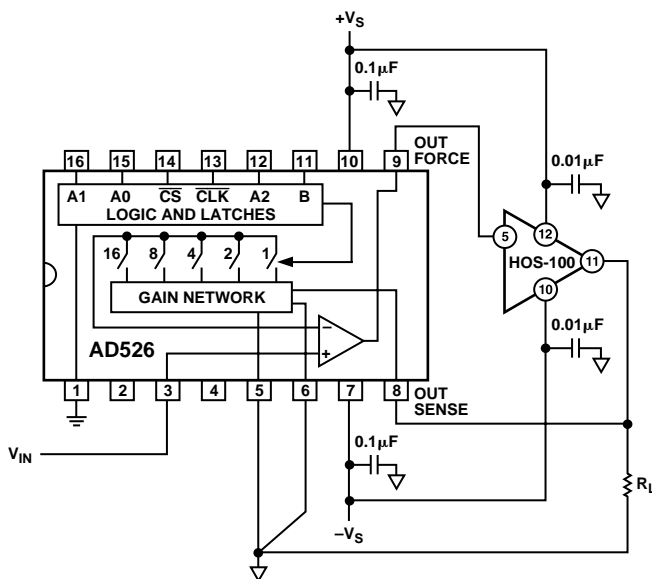 +VS
0.1µF
OUT
FORCE
16 15 14 13 12 11 10 9
0.01µF
A1 A0 CS CLK A2 B
LOGIC AND LATCHES
16 8 4 2 1
5 12 11
HOS-100
10
GAIN NETWORK
–
+
AD526
0.01µF
1 2 3 4 5 6 7 8
OUT
SENSE
VIN
0.1µF
RL
–VS